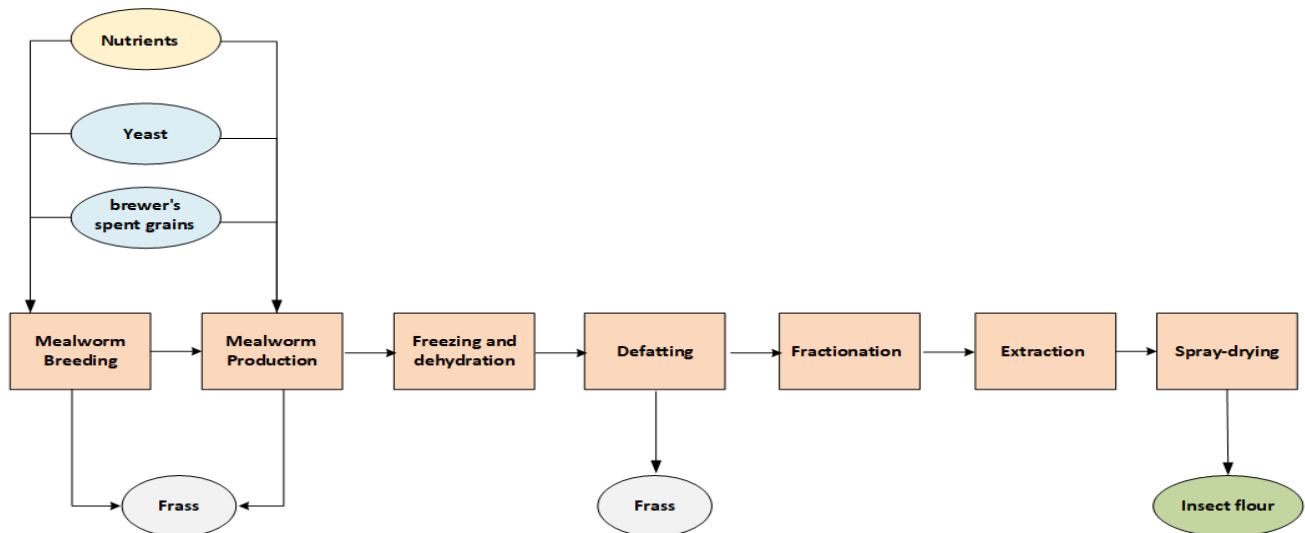 Nutrients
Yeast
brewer's
spent grains
Mealworm
Breeding
Mealworm
Production
Freezing and
dehydration
Defatting
Fractionation
Extraction
Spray-drying
Frass
Frass
Insect flour